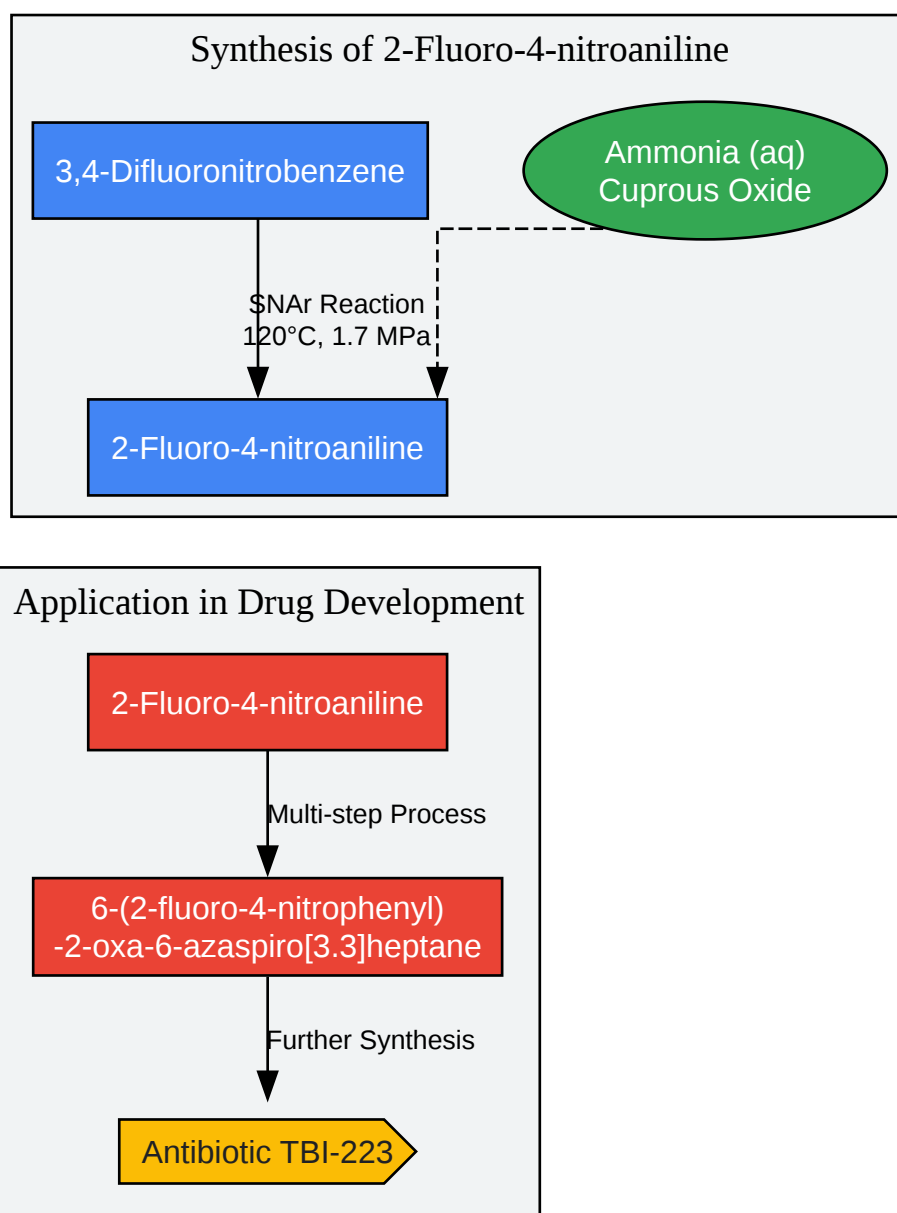 Synthesis of 2-Fluoro-4-nitroaniline
3,4-Difluoronitrobenzene
Ammonia (aq)
Cuprous Oxide
SNAr Reaction
120°C, 1.7 MPa
2-Fluoro-4-nitroaniline
Application in Drug Development
2-Fluoro-4-nitroaniline
Multi-step Process
6-(2-fluoro-4-nitrophenyl)
-2-oxa-6-azaspiro[3.3]heptane
Further Synthesis
Antibiotic TBI-223